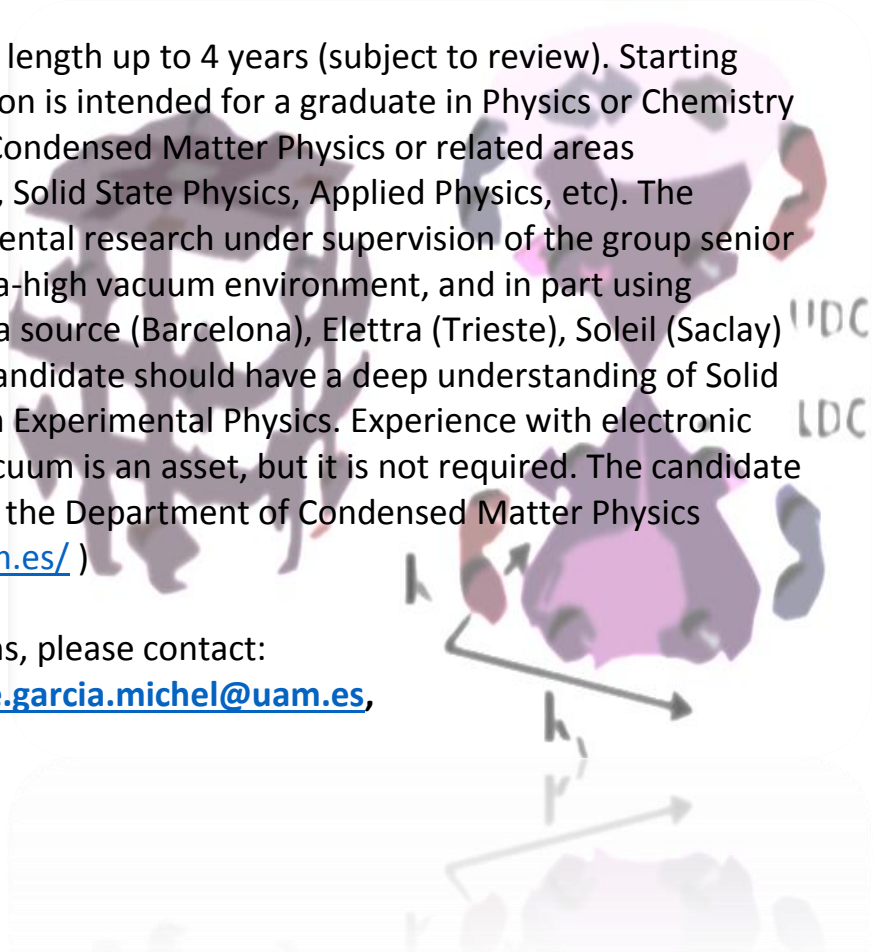 length up to 4 years (subject to review). Starting
on is intended for a graduate in Physics or Chemistry
Condensed Matter Physics or related areas
, Solid State Physics, Applied Physics, etc). The
ental research under supervision of the group senior
a-high vacuum environment, and in part using
a source (Barcelona), Elettra (Trieste), Soleil (Saclay)
UDC
andidate should have a deep understanding of Solid
LDC
n Experimental Physics. Experience with electronic
cuum is an asset, but it is not required. The candidate
the Department of Condensed Matter Physics
m.es/ )
k
ns, please contact:
e.garcia.michel@uam.es,